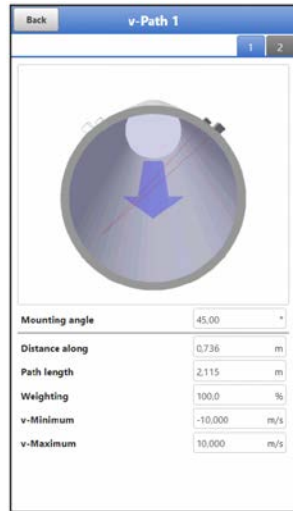 Back v-Path 1
1 2
Mounting angle 45,00 °
Distance along 0,736 m
Path length 2,115 m
Weighting 100,0 %
v-Minimum -10,000 m/s
v-Maximum 10,000 m/s